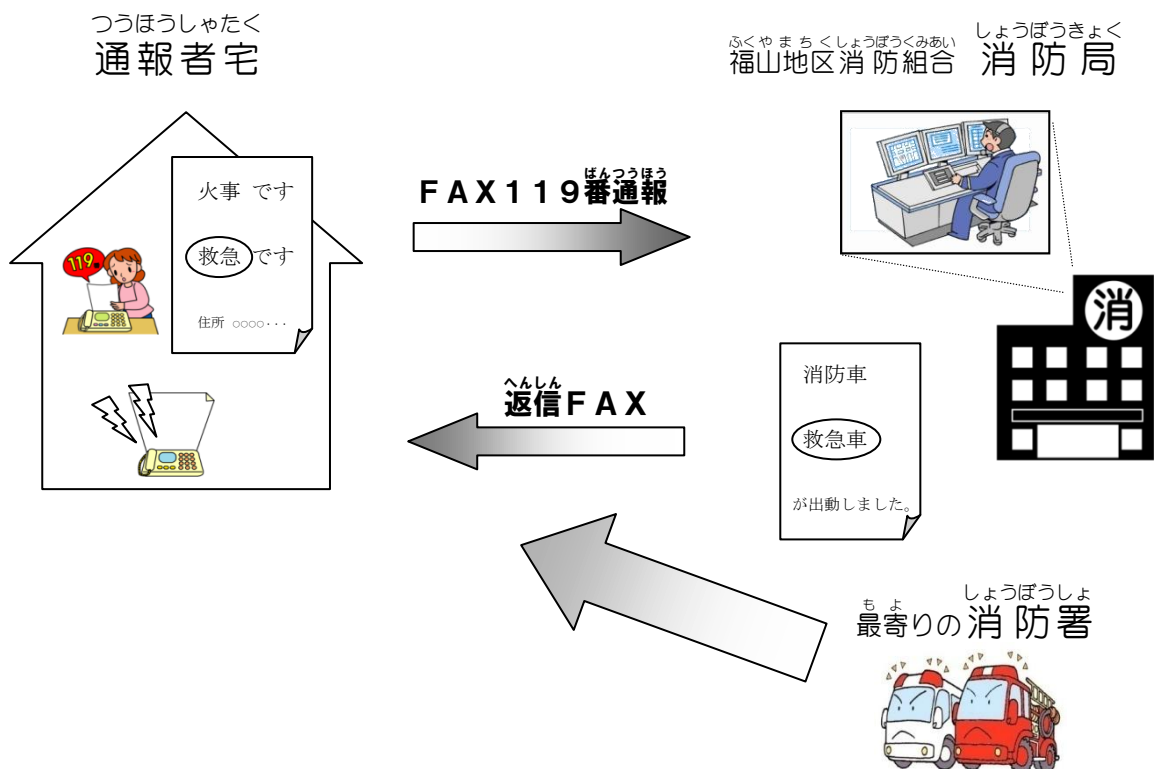 つうほうしゃたく
通報者宅
ふくやまちくしょうぼうくみあい しょうぼうきょく
福山地区消防組合 消防局
火事 です
救急 です
住所 ○○○○・・・
119
ばんつうほう
FAX119番通報
消
へんしん
返信FAX
消防車
救急車
が出動しました。
もよ しょうぼうしょ
最寄りの消防署